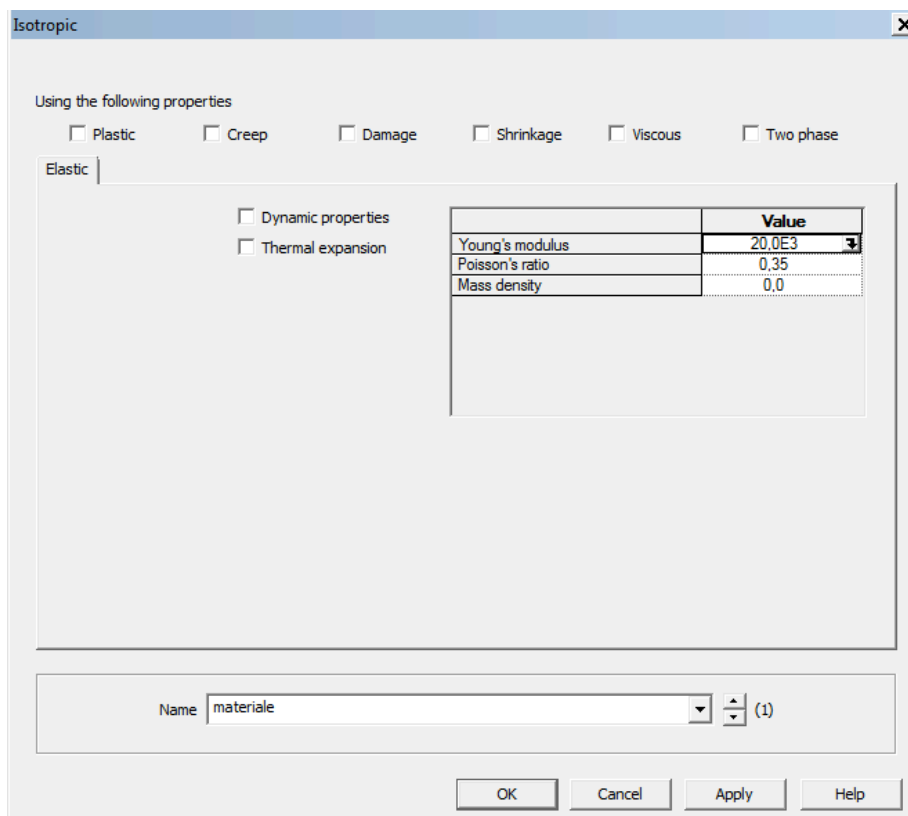 Isotropic
Using the following properties
Plastic Creep Damage Shrinkage Viscous Two phase
Elastic
Dynamic properties
Thermal expansion
Value
Young's modulus 20,0E3
Poisson's ratio 0,35
Mass density 0,0
Name materiale (1)
OK Cancel Apply Help